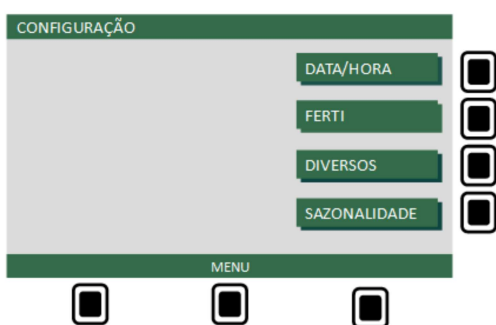 CONFIGURAÇÃO
DATA/HORA
FERTI
DIVERSOS
SAZONALIDADE
MENU